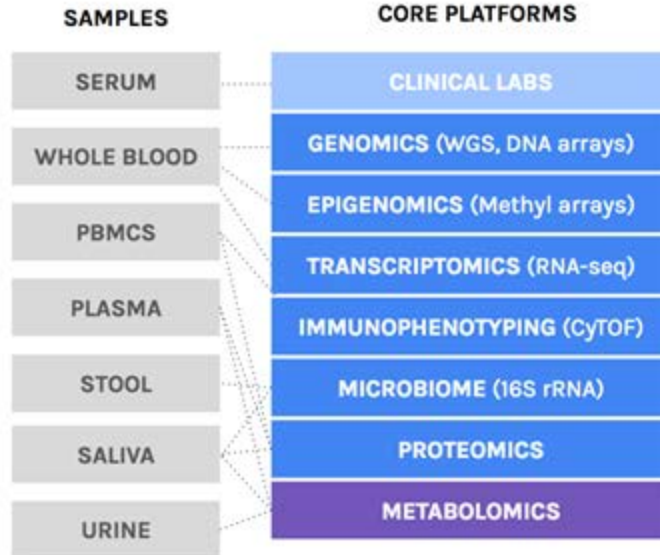 SAMPLES
CORE PLATFORMS
SERUM
CLINICAL LABS
WHOLE BLOOD
GENOMICS (WGS, DNA arrays)
PBMCS
EPIGENOMICS (Methyl arrays)
PLASMA
TRANSCRIPTOMICS (RNA-seq)
STOOL
IMMUNOPHENOTYPING (CyTOF)
SALIVA
MICROBIOME (16S rRNA)
URINE
PROTEOMICS
METABOLOMICS